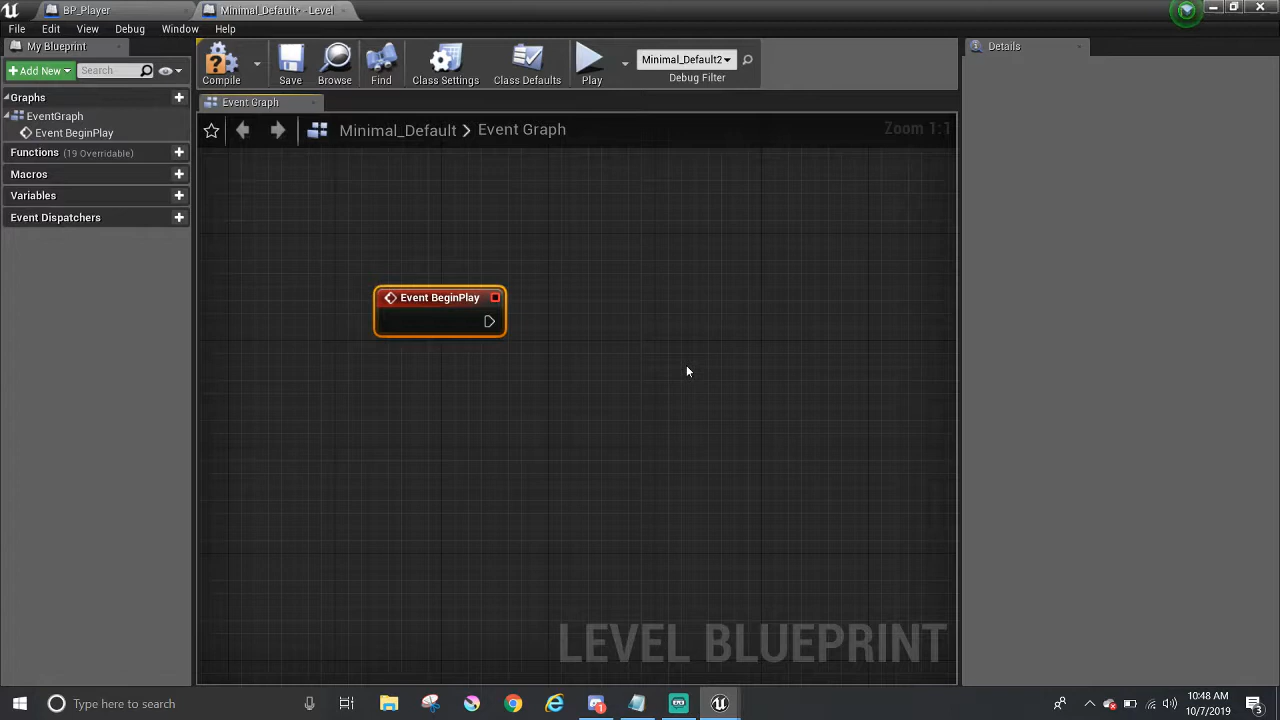 BP_Player
Minimal_Default* - Level
File Edit View Debug Window Help
My Blueprint
Details
Add New
Search
Compile
Save
Browse
Find
Class Settings
Class Defaults
Play
Minimal_Default2
Debug Filter
Graphs
EventGraph
Event BeginPlay
Functions (19 Overridable)
Macros
Variables
Event Dispatchers
Event Graph
Minimal_Default > Event Graph
Zoom 1:1
Event BeginPlay
LEVEL BLUEPRINT
Type here to search
10:48 AM
10/7/2019
3